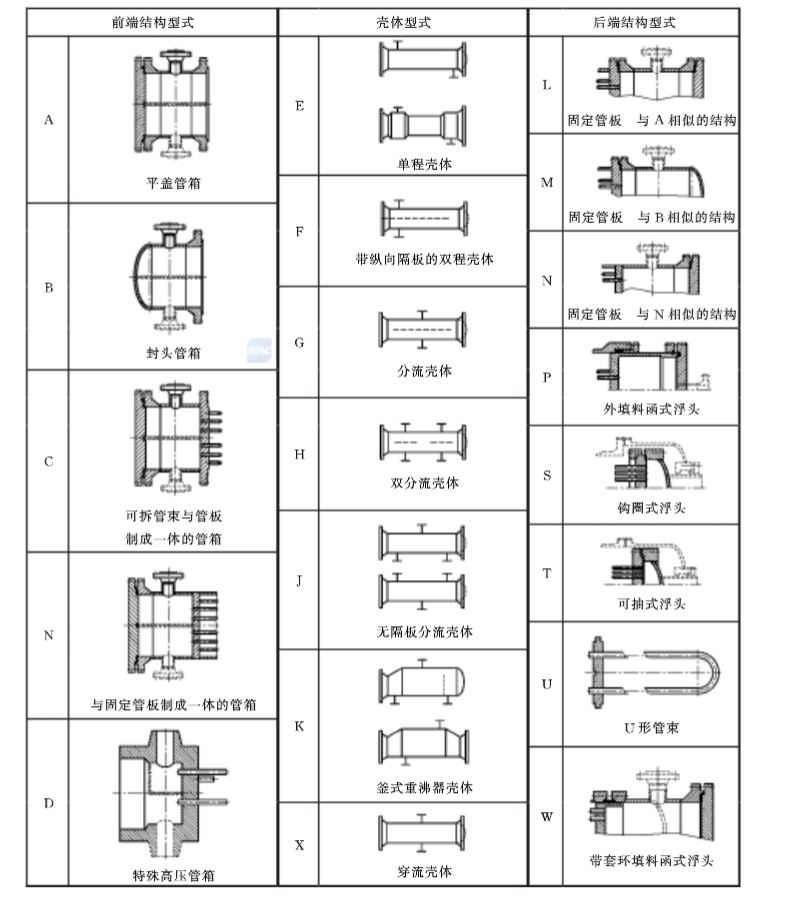 前端结构型式
A
平盖管箱
B
封头管箱
C
可拆管束与管板
制成一体的管箱
N
与固定管板制成一体的管箱
D
特殊高压管箱
壳体型式
E
单程壳体
F
带纵向隔板的双程壳体
G
分流壳体
H
双分流壳体
J
无隔板分流壳体
K
釜式重沸器壳体
X
穿流壳体
后端结构型式
L
固定管板 与A相似的结构
M
固定管板 与B相似的结构
N
固定管板 与N相似的结构
P
外填料函式浮头
S
钩圈式浮头
T
可抽式浮头
U
U形管束
W
带套环填料函式浮头